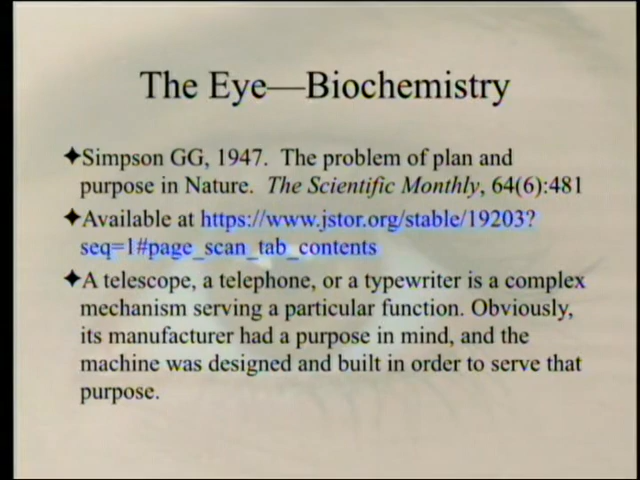 The Eye—Biochemistry
✦Simpson GG, 1947. The problem of plan and
purpose in Nature. The Scientific Monthly, 64(6):481
✦Available at https://www.jstor.org/stable/19203?
seq=1#page_scan_tab_contents
✦A telescope, a telephone, or a typewriter is a complex
mechanism serving a particular function. Obviously,
its manufacturer had a purpose in mind, and the
machine was designed and built in order to serve that
purpose.